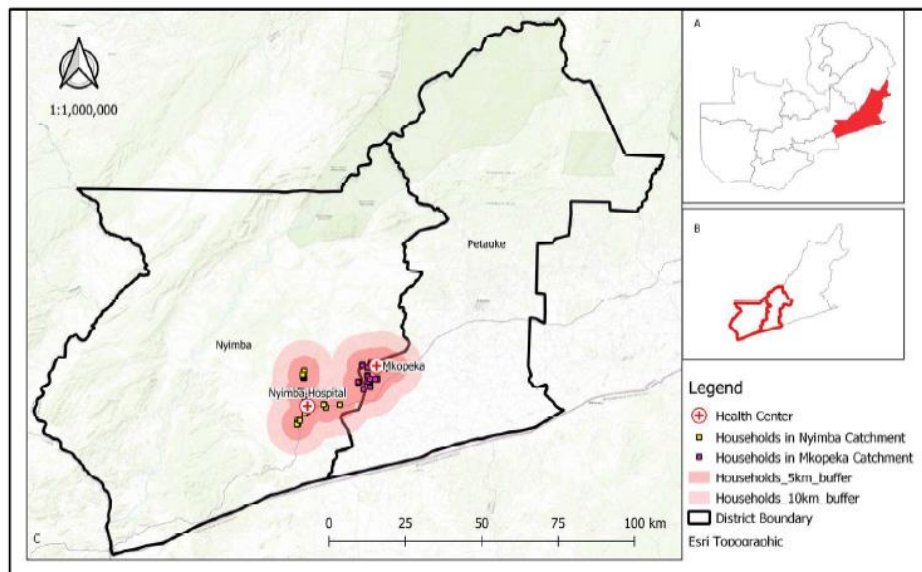 1:1,000,000
Petauke
Nyimba
Mkopeka
Nyimba Hospital
0 25 50 75 100 km
C
A
B
Legend
Health Center
Households in Nyimba Catchment
Households in Mkopeka Catchment
Households_5km_buffer
Households_10km_buffer
District Boundary
Esri Topographic